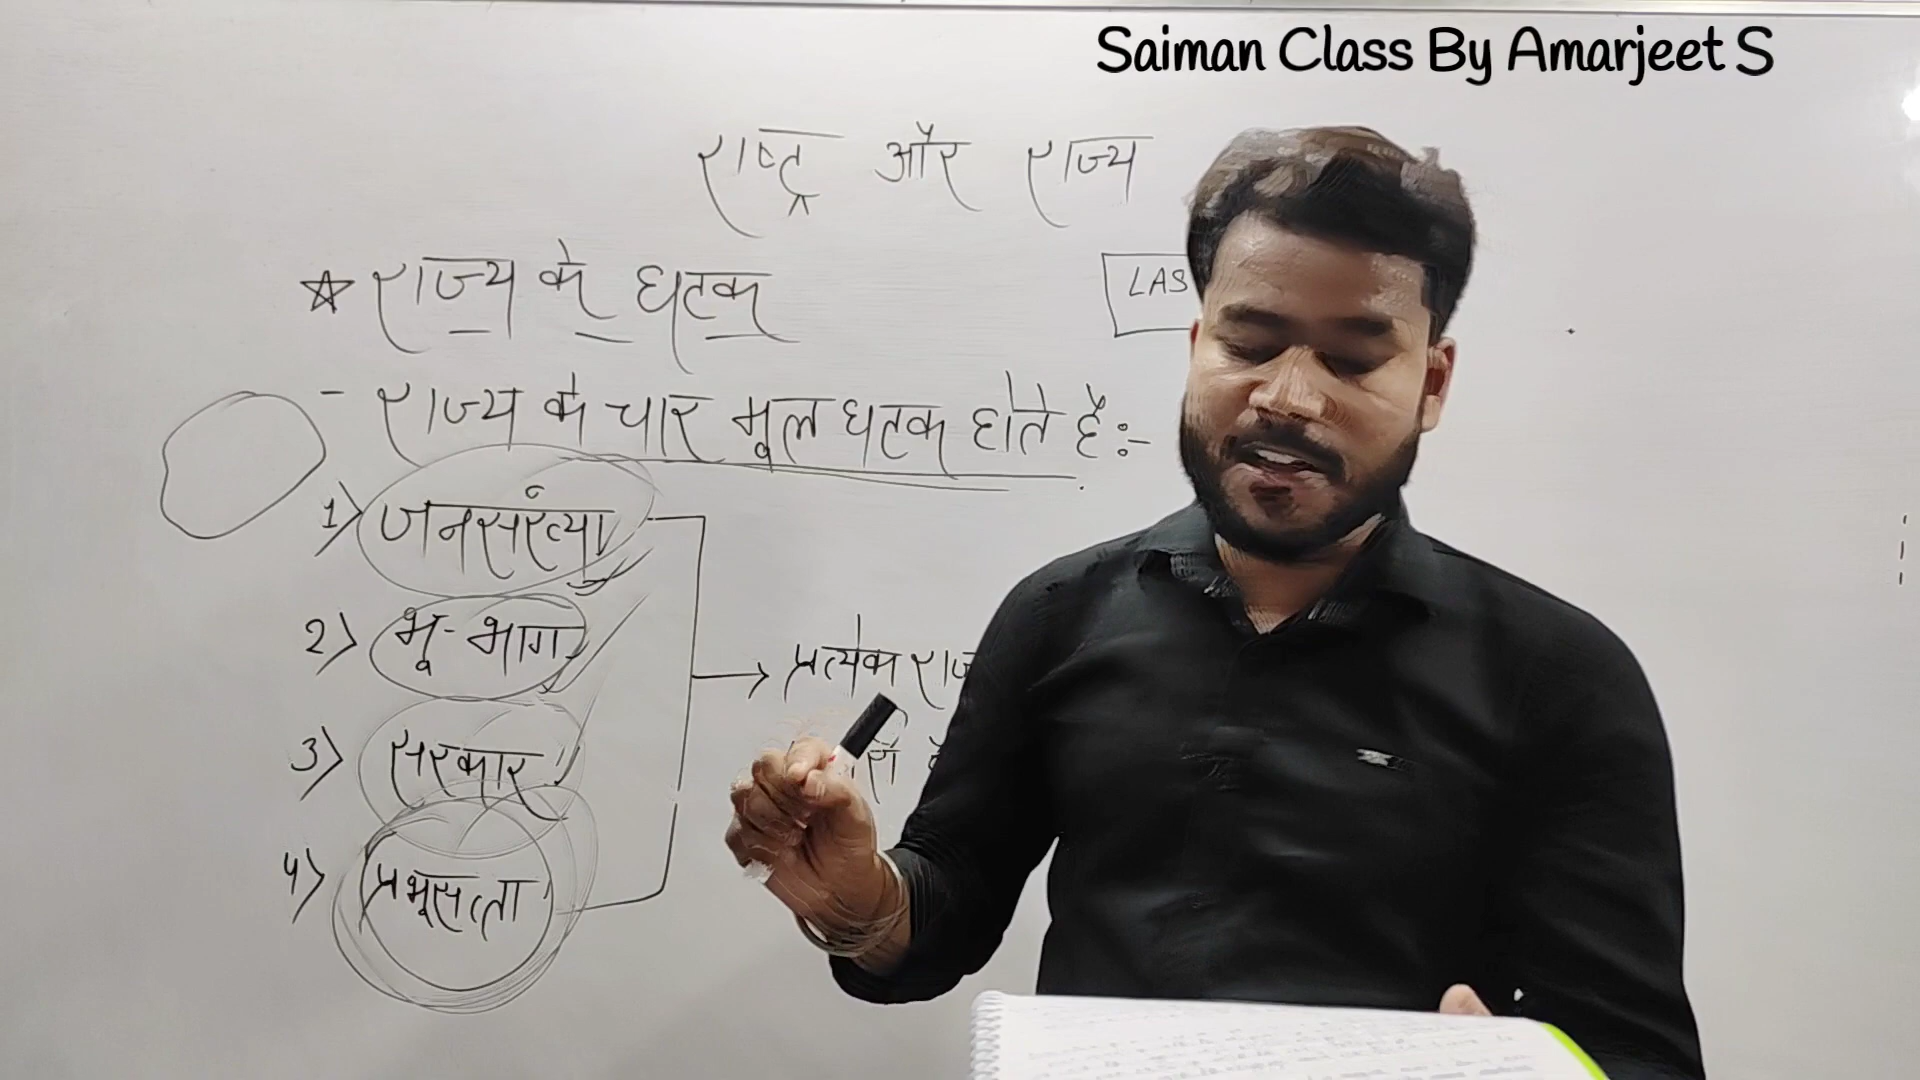 Saiman Class By Amarjeet S
राष्ट्र और राज्य
☆ राज्य के घटक
LAS
- राज्य के चार मूल घटक होते हैं:-
1) जनसंख्या
2) भू-भाग
3) सरकार
4) प्रभूसत्ता
→ प्रत्येक